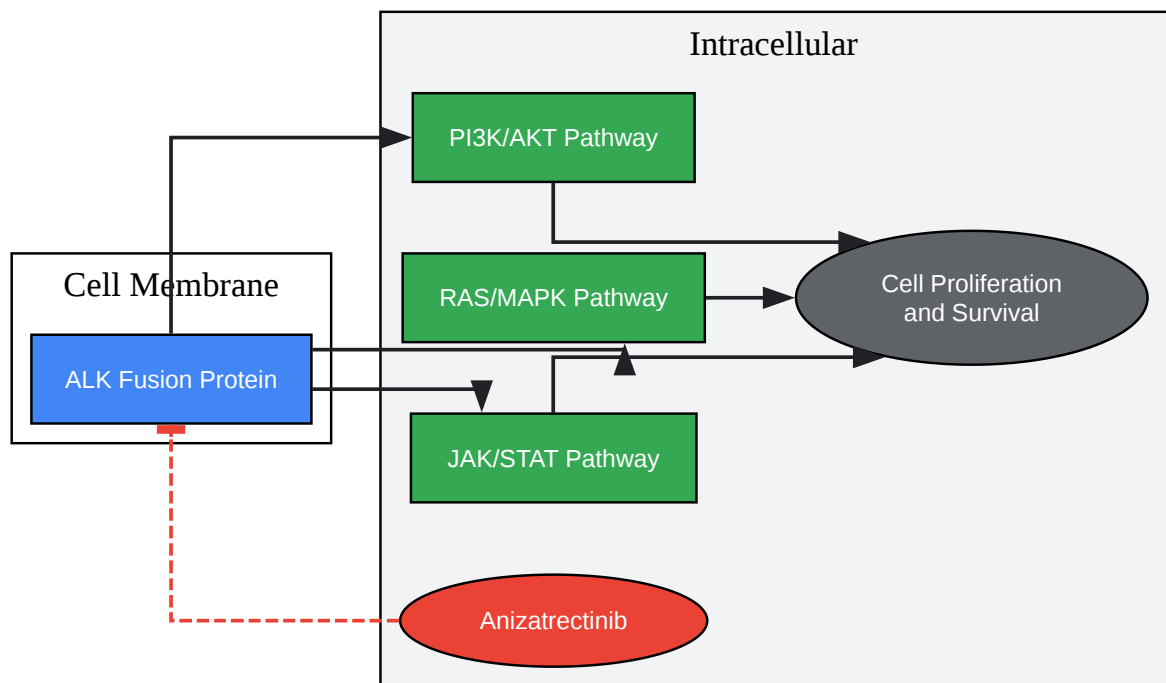 Intracellular
PI3K/AKT Pathway
Cell Membrane
RAS/MAPK Pathway
Cell Proliferation
and Survival
ALK Fusion Protein
JAK/STAT Pathway
Anizatrectinib